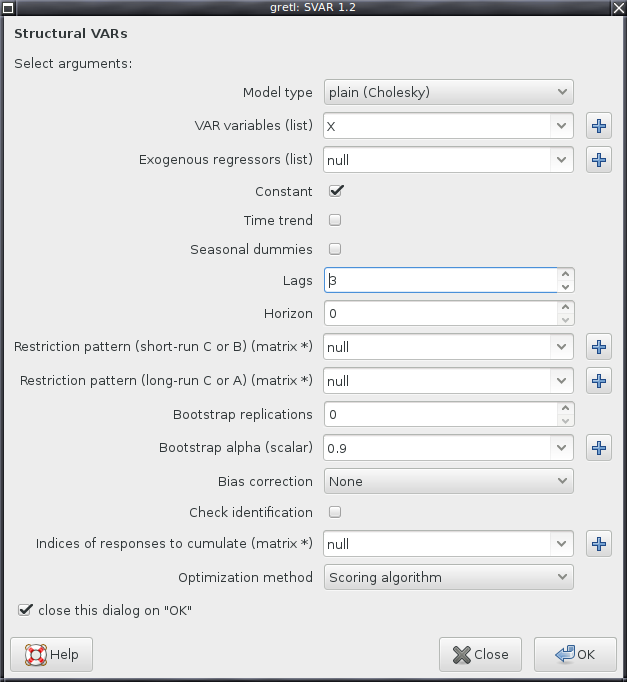 gretl: SVAR 1.2
Structural VARs
Select arguments:
Model type plain (Cholesky)
VAR variables (list) X
Exogenous regressors (list) null
Constant
Time trend
Seasonal dummies
Lags 3
Horizon 0
Restriction pattern (short-run C or B) (matrix *) null
Restriction pattern (long-run C or A) (matrix *) null
Bootstrap replications 0
Bootstrap alpha (scalar) 0.9
Bias correction None
Check identification
Indices of responses to cumulate (matrix *) null
Optimization method Scoring algorithm
close this dialog on "OK"
Help Close OK